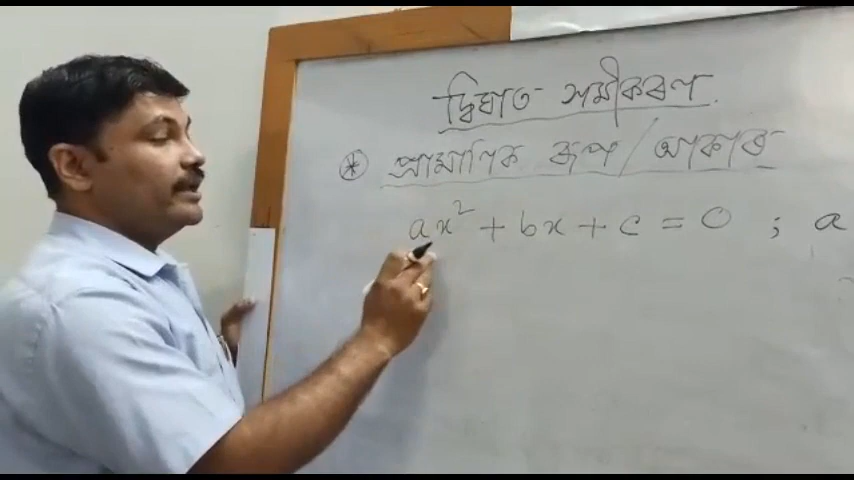 দ্বিঘাত সমীকৰণ
* প্রামাণিক ৰূপ / আকাৰ
ax² + bx + c = 0 ; a